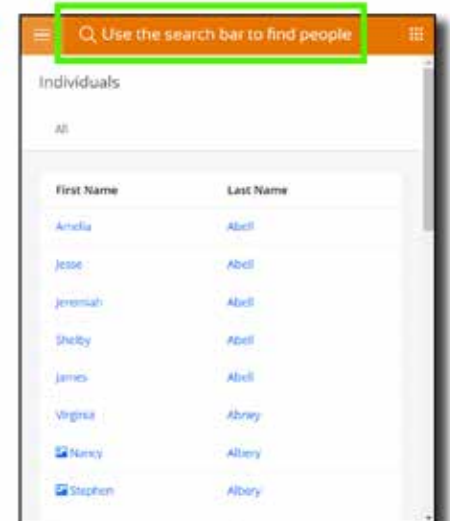 Use the search bar to find people
Individuals
All
First Name Last Name
Amelia Abell
Jesse Abell
Jeremiah Abell
Shelby Abell
James Abell
Virginia Abney
Nancy Albery
Stephen Albery